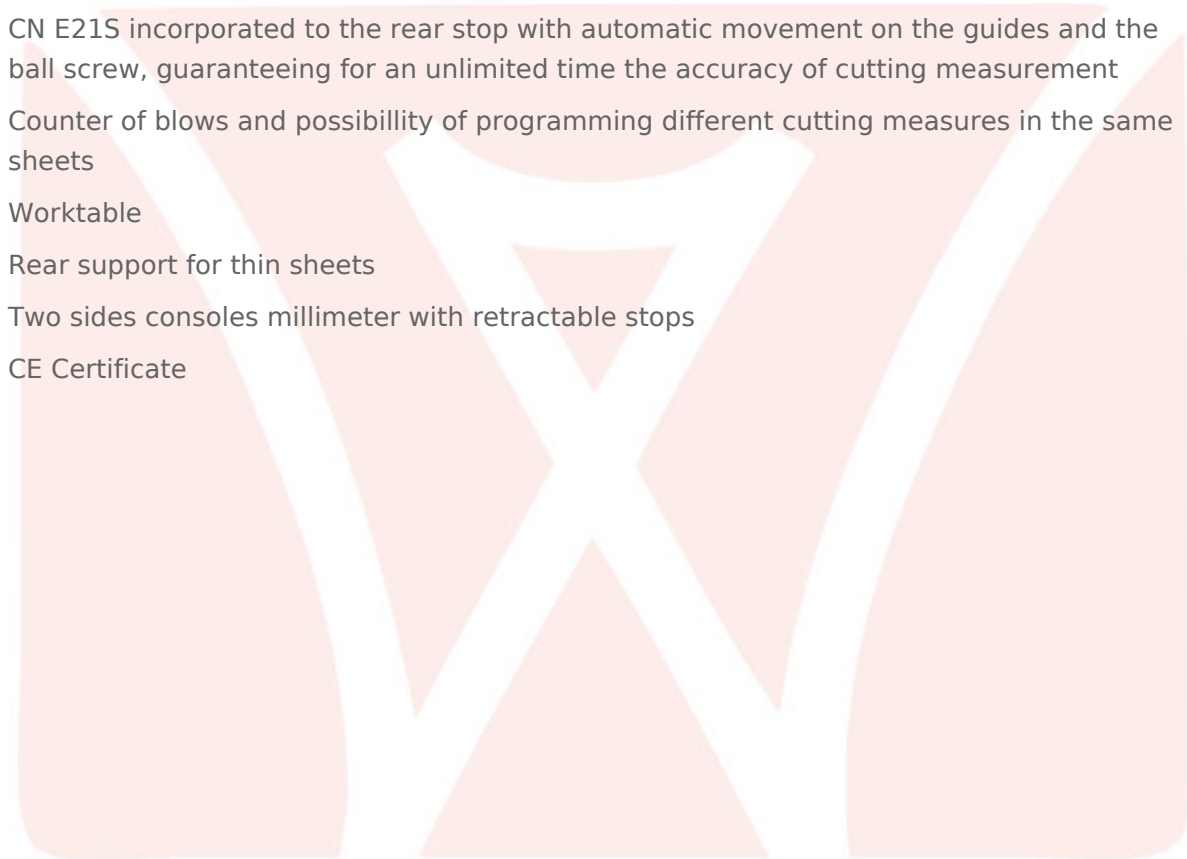 CN E21S incorporated to the rear stop with automatic movement on the guides and the
ball screw, guaranteeing for an unlimited time the accuracy of cutting measurement
Counter of blows and possibillity of programming different cutting measures in the same
sheets
Worktable
Rear support for thin sheets
Two sides consoles millimeter with retractable stops
CE Certificate